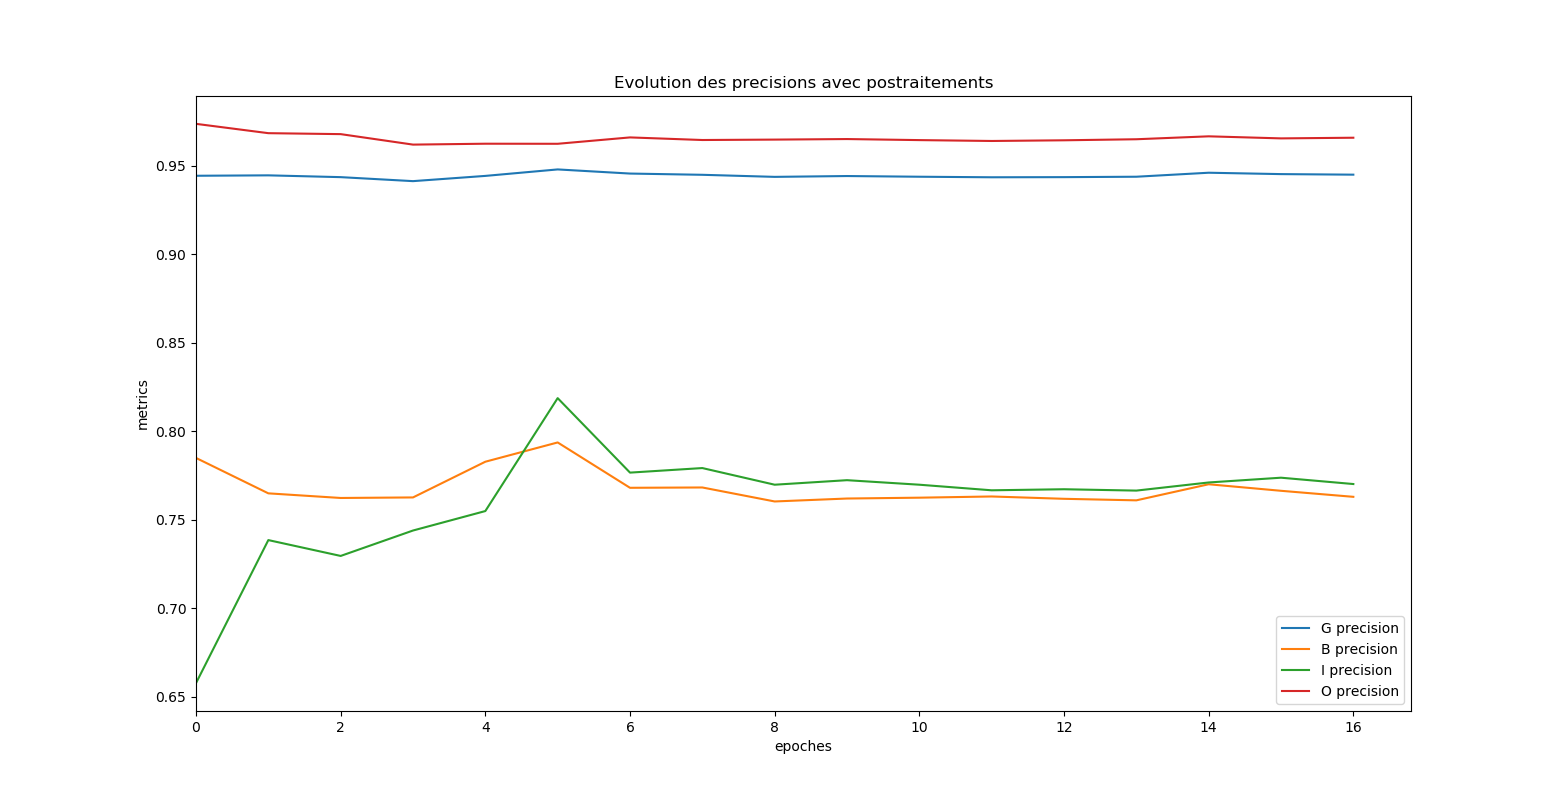 Evolution des precisions avec postraitements
0.95
0.90
0.85
0.80
0.75
0.70
0.65
metrics
0 2 4 6 8 10 12 14 16
epoches
G precision
B precision
I precision
O precision